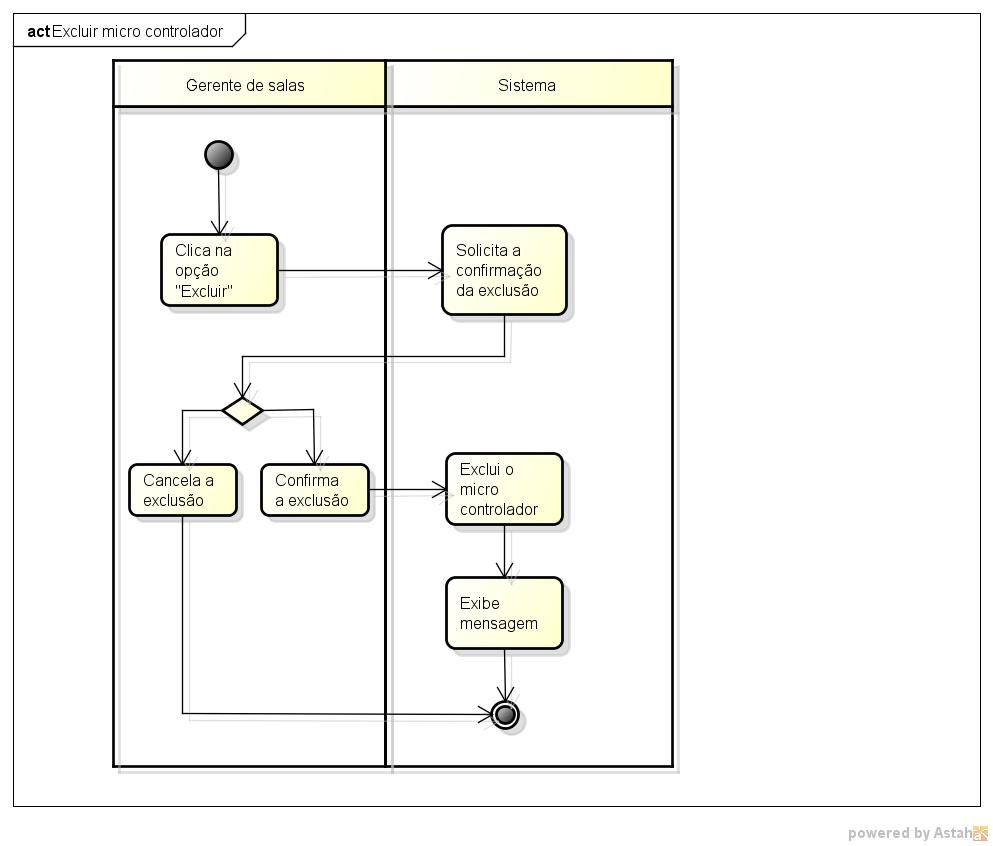 act Excluir micro controlador
Gerente de salas
Sistema
Clica na
opção
"Excluir"
Solicita a
confirmação
da exclusão
Cancela a
exclusão
Confirma
a exclusão
Exclui o
micro
controlador
Exibe
mensagem
powered by Astah